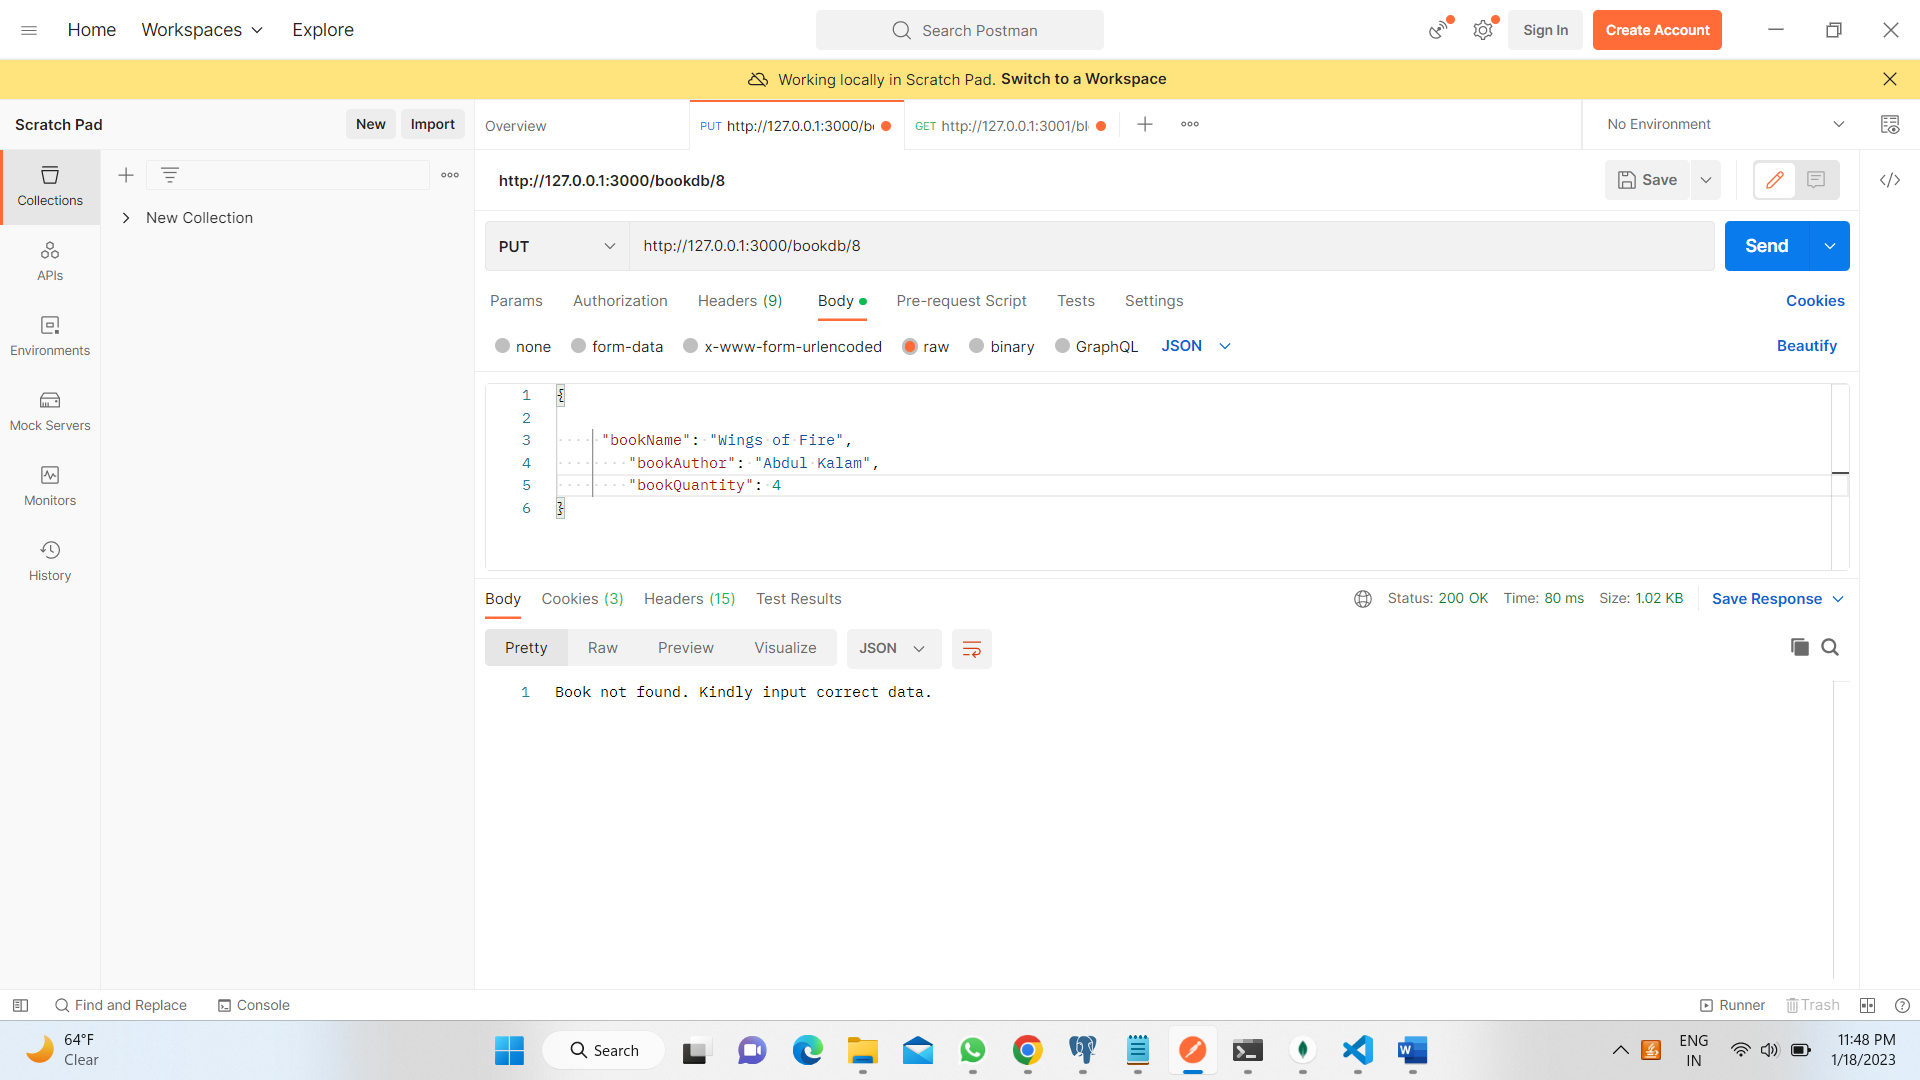 Home
Workspaces
Explore
Search Postman
Sign In
Create Account
Working locally in Scratch Pad. Switch to a Workspace
Scratch Pad
New
Import
Overview
PUT http://127.0.0.1:3000/b
GET http://127.0.0.1:3001/bl
No Environment
Collections
New Collection
APIs
Environments
Mock Servers
Monitors
History
http://127.0.0.1:3000/bookdb/8
Save
PUT
http://127.0.0.1:3000/bookdb/8
Send
Params
Authorization
Headers (9)
Body
Pre-request Script
Tests
Settings
Cookies
none
form-data
x-www-form-urlencoded
raw
binary
GraphQL
JSON
Beautify
1 {
2
3 "bookName": "Wings of Fire",
4 "bookAuthor": "Abdul Kalam",
5 "bookQuantity": 4
6 }
Body
Cookies (3)
Headers (15)
Test Results
Status: 200 OK
Time: 80 ms
Size: 1.02 KB
Save Response
Pretty
Raw
Preview
Visualize
JSON
1 Book not found. Kindly input correct data.
Find and Replace
Console
Runner
Trash
64°F
Clear
Search
ENG
IN
11:48 PM
1/18/2023